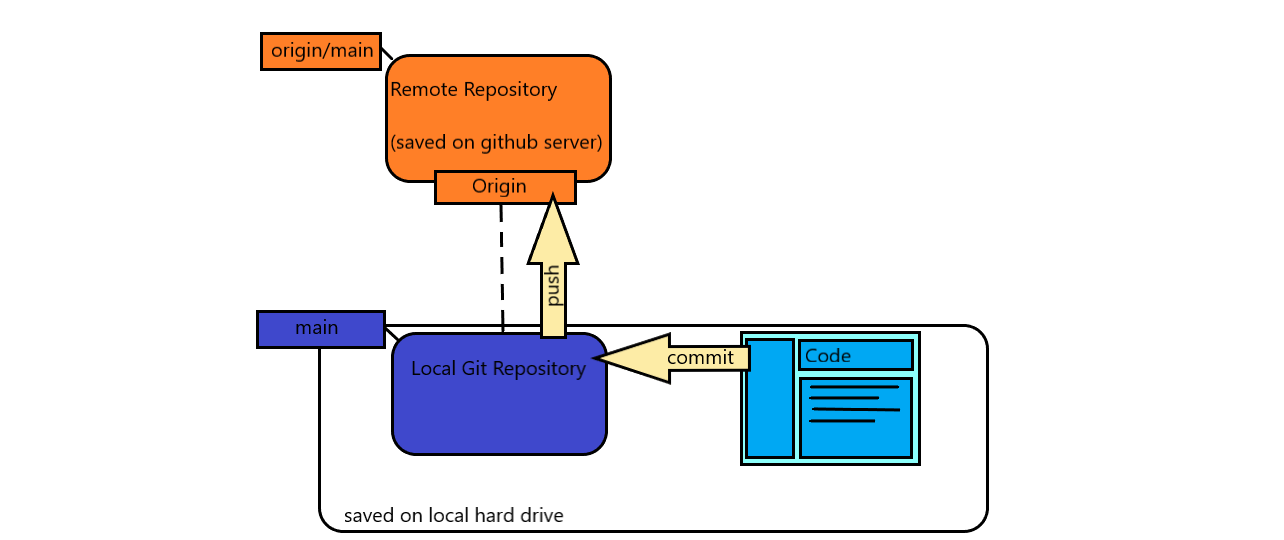 origin/main
Remote Repository
(saved on github server)
Origin
push
main
Local Git Repository
commit
Code
saved on local hard drive